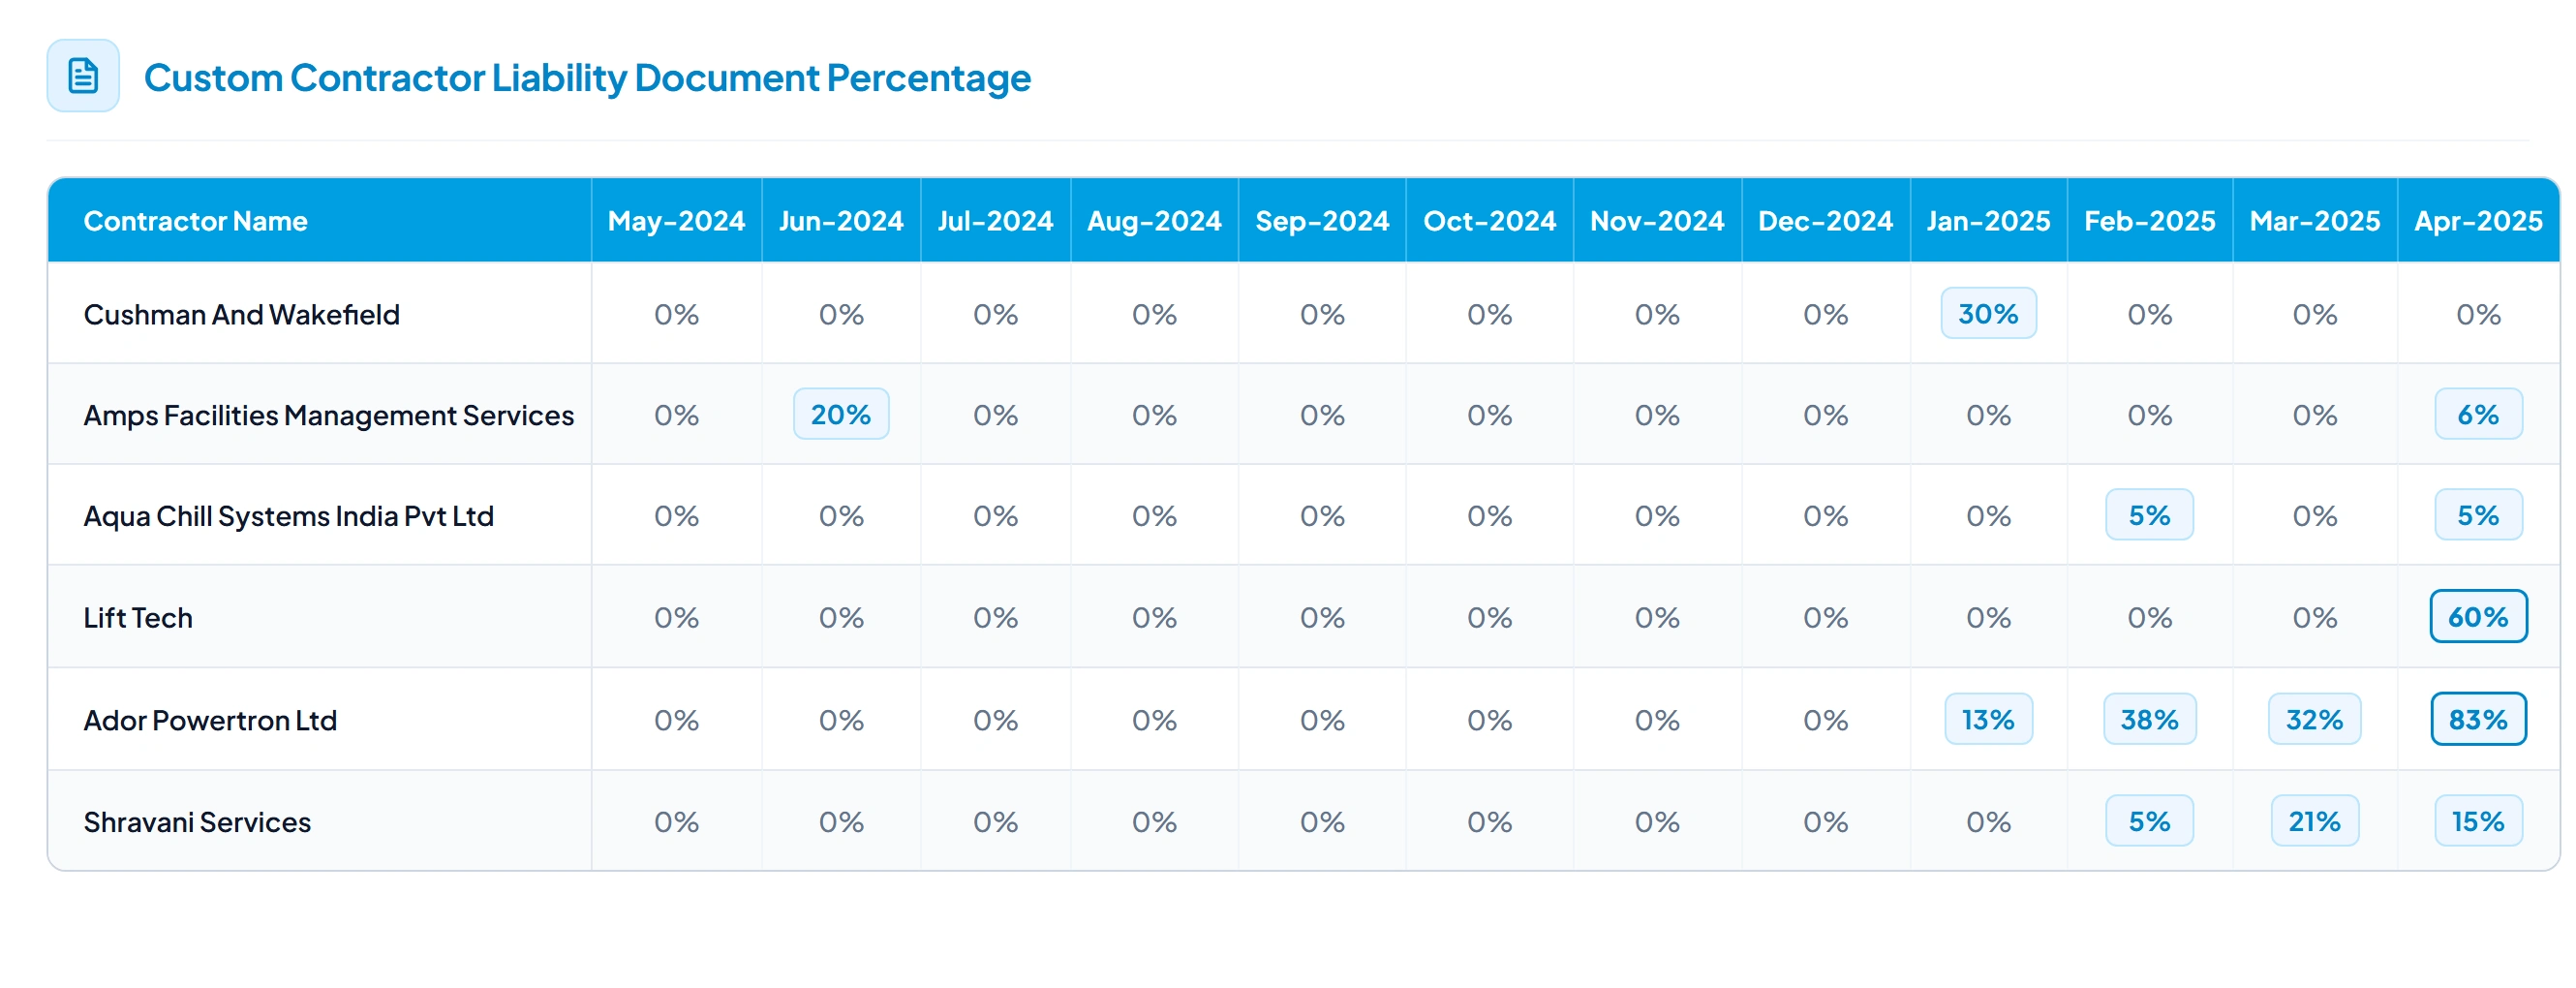 Custom Contractor Liability Document Percentage
Contractor Name May-2024 Jun-2024 Jul-2024 Aug-2024 Sep-2024 Oct-2024 Nov-2024 Dec-2024 Jan-2025 Feb-2025 Mar-2025 Apr-2025
Cushman And Wakefield 0% 0% 0% 0% 0% 0% 0% 0% 30% 0% 0% 0%
Amps Facilities Management Services 0% 20% 0% 0% 0% 0% 0% 0% 0% 0% 0% 6%
Aqua Chill Systems India Pvt Ltd 0% 0% 0% 0% 0% 0% 0% 0% 0% 5% 0% 5%
Lift Tech 0% 0% 0% 0% 0% 0% 0% 0% 0% 0% 0% 60%
Ador Powertron Ltd 0% 0% 0% 0% 0% 0% 0% 0% 13% 38% 32% 83%
Shravani Services 0% 0% 0% 0% 0% 0% 0% 0% 0% 5% 21% 15%